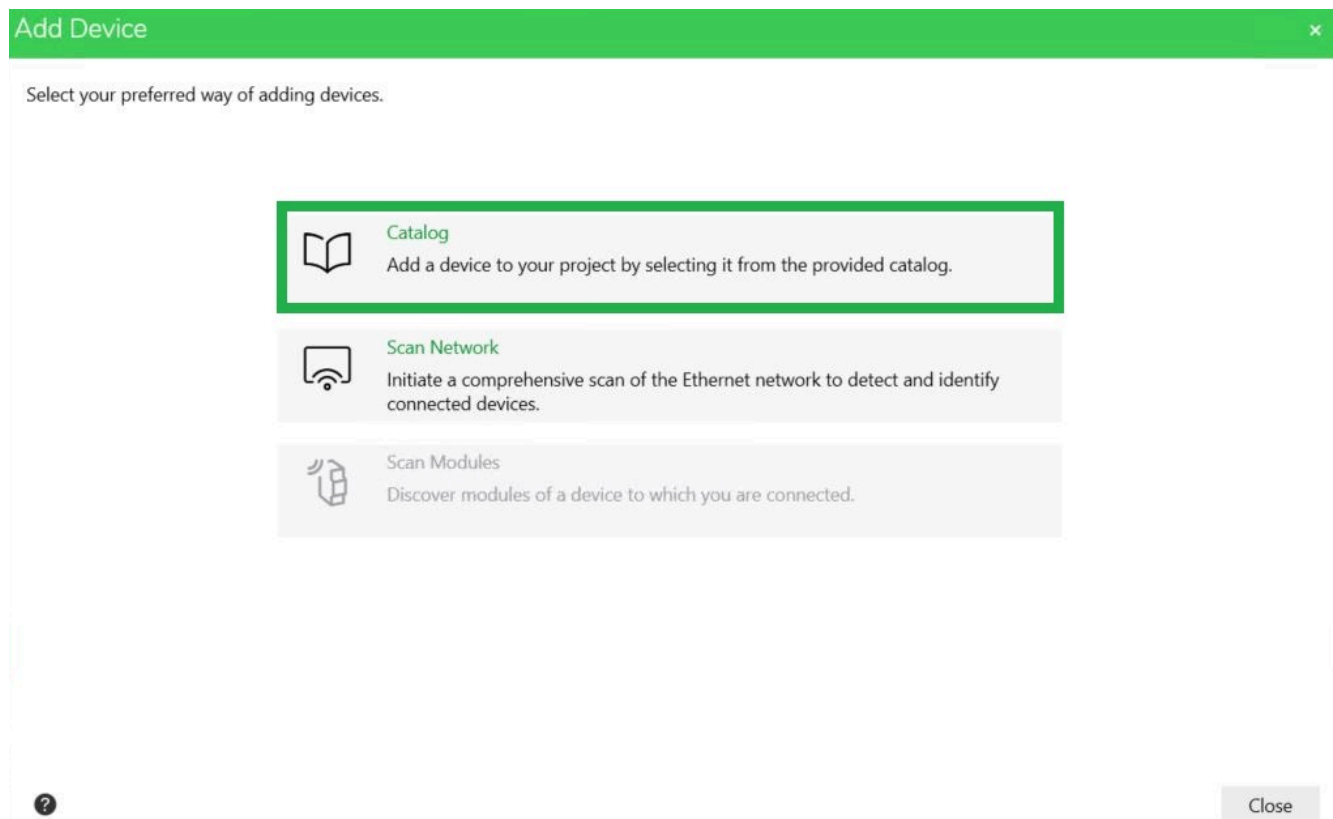 Add Device
×
Select your preferred way of adding devices.
Catalog
Add a device to your project by selecting it from the provided catalog.
Scan Network
Initiate a comprehensive scan of the Ethernet network to detect and identify
connected devices.
Scan Modules
Discover modules of a device to which you are connected.
?
Close